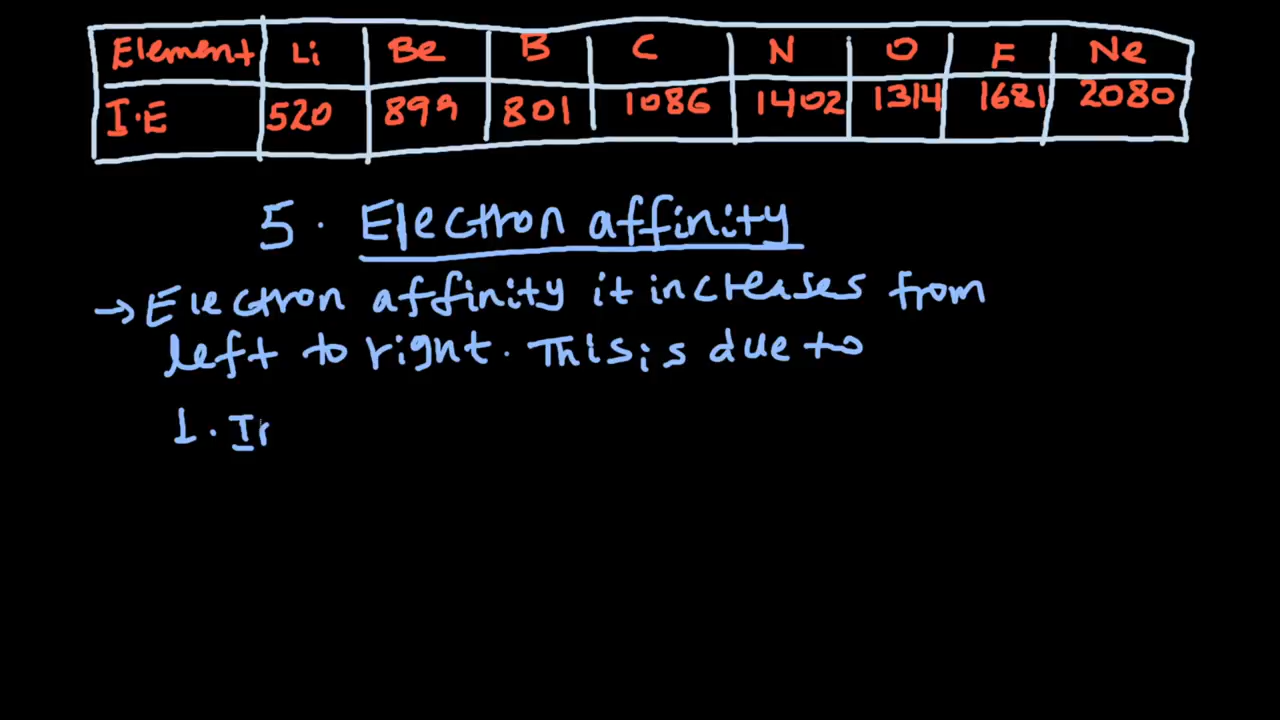 Element Li Be B C N O F Ne
I.E 520 899 801 1086 1402 1314 1681 2080
5. Electron affinity
→ Electron affinity it increases from
left to right. This is due to
1. In